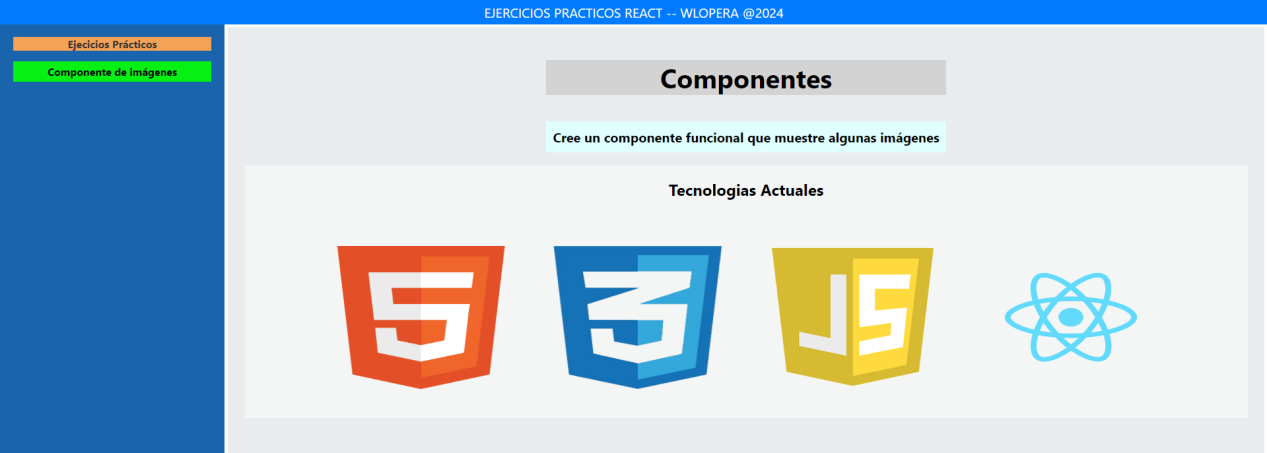 EJERCICIOS PRACTICOS REACT -- WLOPERA @2024
Ejecicios Prácticos
Componente de imágenes
Componentes
Cree un componente funcional que muestre algunas imágenes
Tecnologias Actuales
5 3 JS